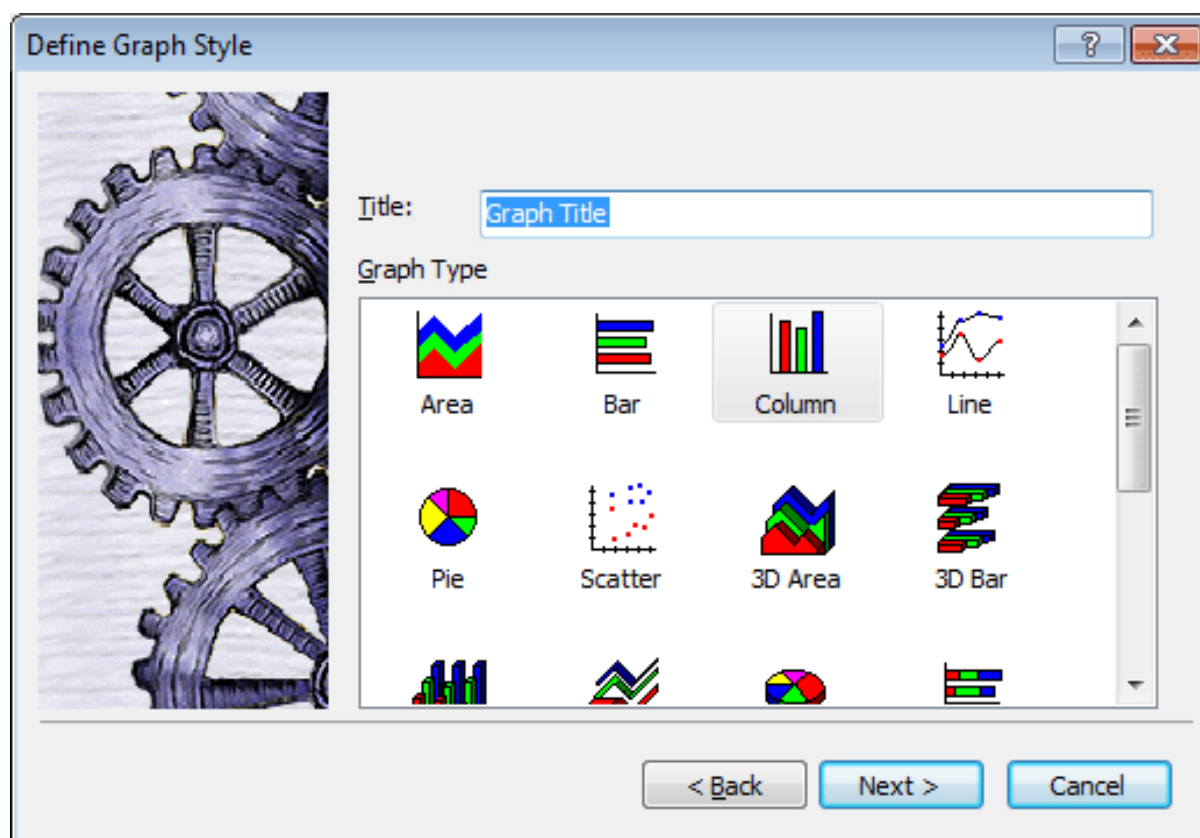 Define Graph Style
Title:
Graph Title
Graph Type
Area
Bar
Column
Line
Pie
Scatter
3D Area
3D Bar
< Back
Next >
Cancel